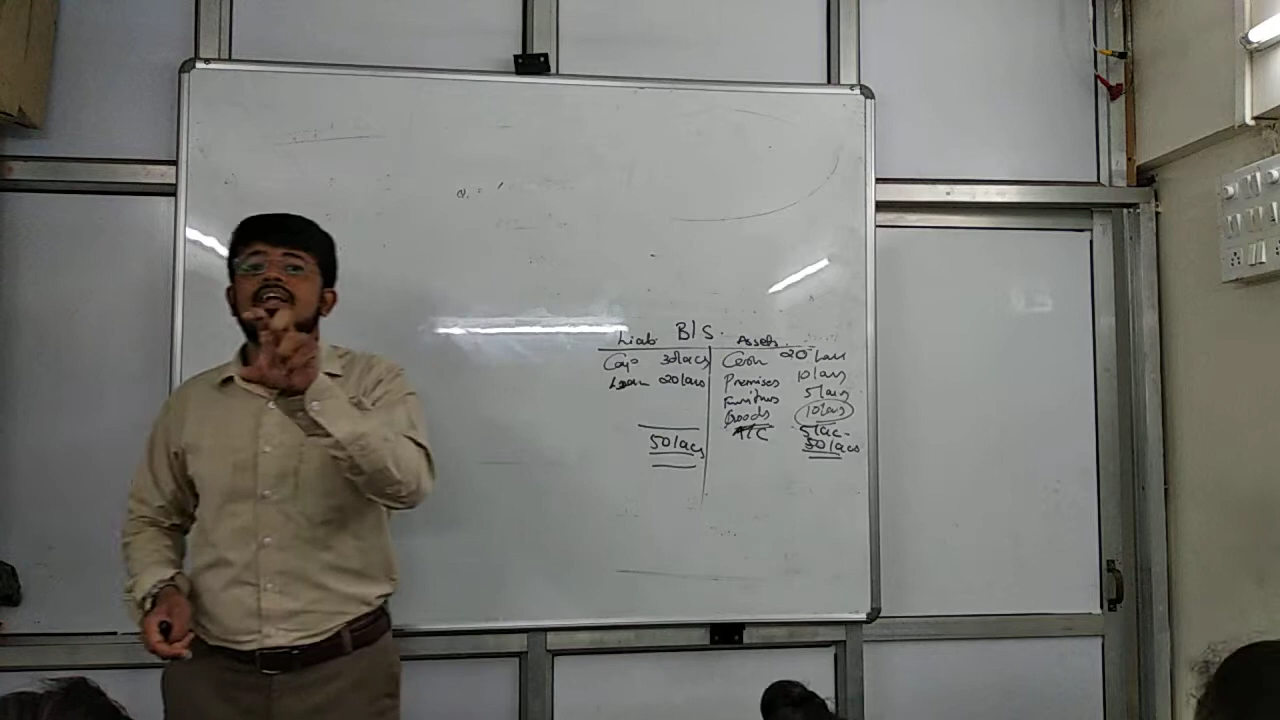 B/S.
Liab Assets
Cap 30lacs Cash 20 lacs
Loan 20lacs Premises 10lacs
Furniture 5lacs
Goods 10lacs
A/C 5lac
50lacs 50lacs